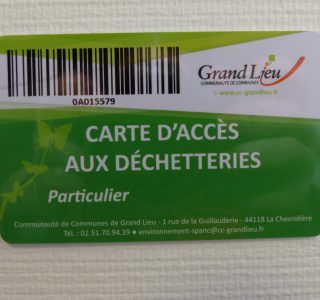 Grand Lieu
COMMUNAUTÉ DE COMMUNES
www.cc-grandlieu.fr
0A015579
CARTE D'ACCÈS
AUX DÉCHETTERIES
Particulier
Communauté de Communes de Grand Lieu - 1 rue de la Guillauderie - 44118 La Chevrolière
Tél. : 02.51.70.94.39 ■ environnement-spanc@cc-grandlieu.fr